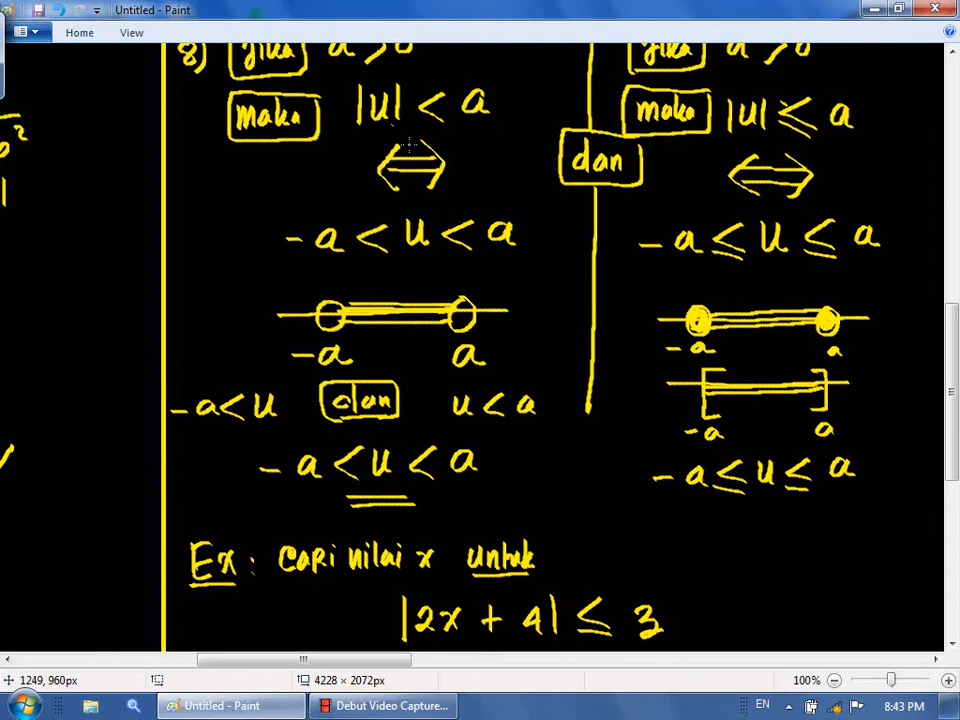 Untitled - Paint
Home View
8) jika a > 0
jika a > 0
maka |u| < a
maka |u| ≤ a
⇔
dan
⇔
-a < u < a
-a ≤ u ≤ a
-a a
-a a
-a < u dan u < a
-a a
-a < u < a
-a ≤ u ≤ a
Ex : cari nilai x untuk
|2x + 4| ≤ 3
1249, 960px
4228 × 2072px
100%
Untitled - Paint
Debut Video Capture...
EN
8:43 PM